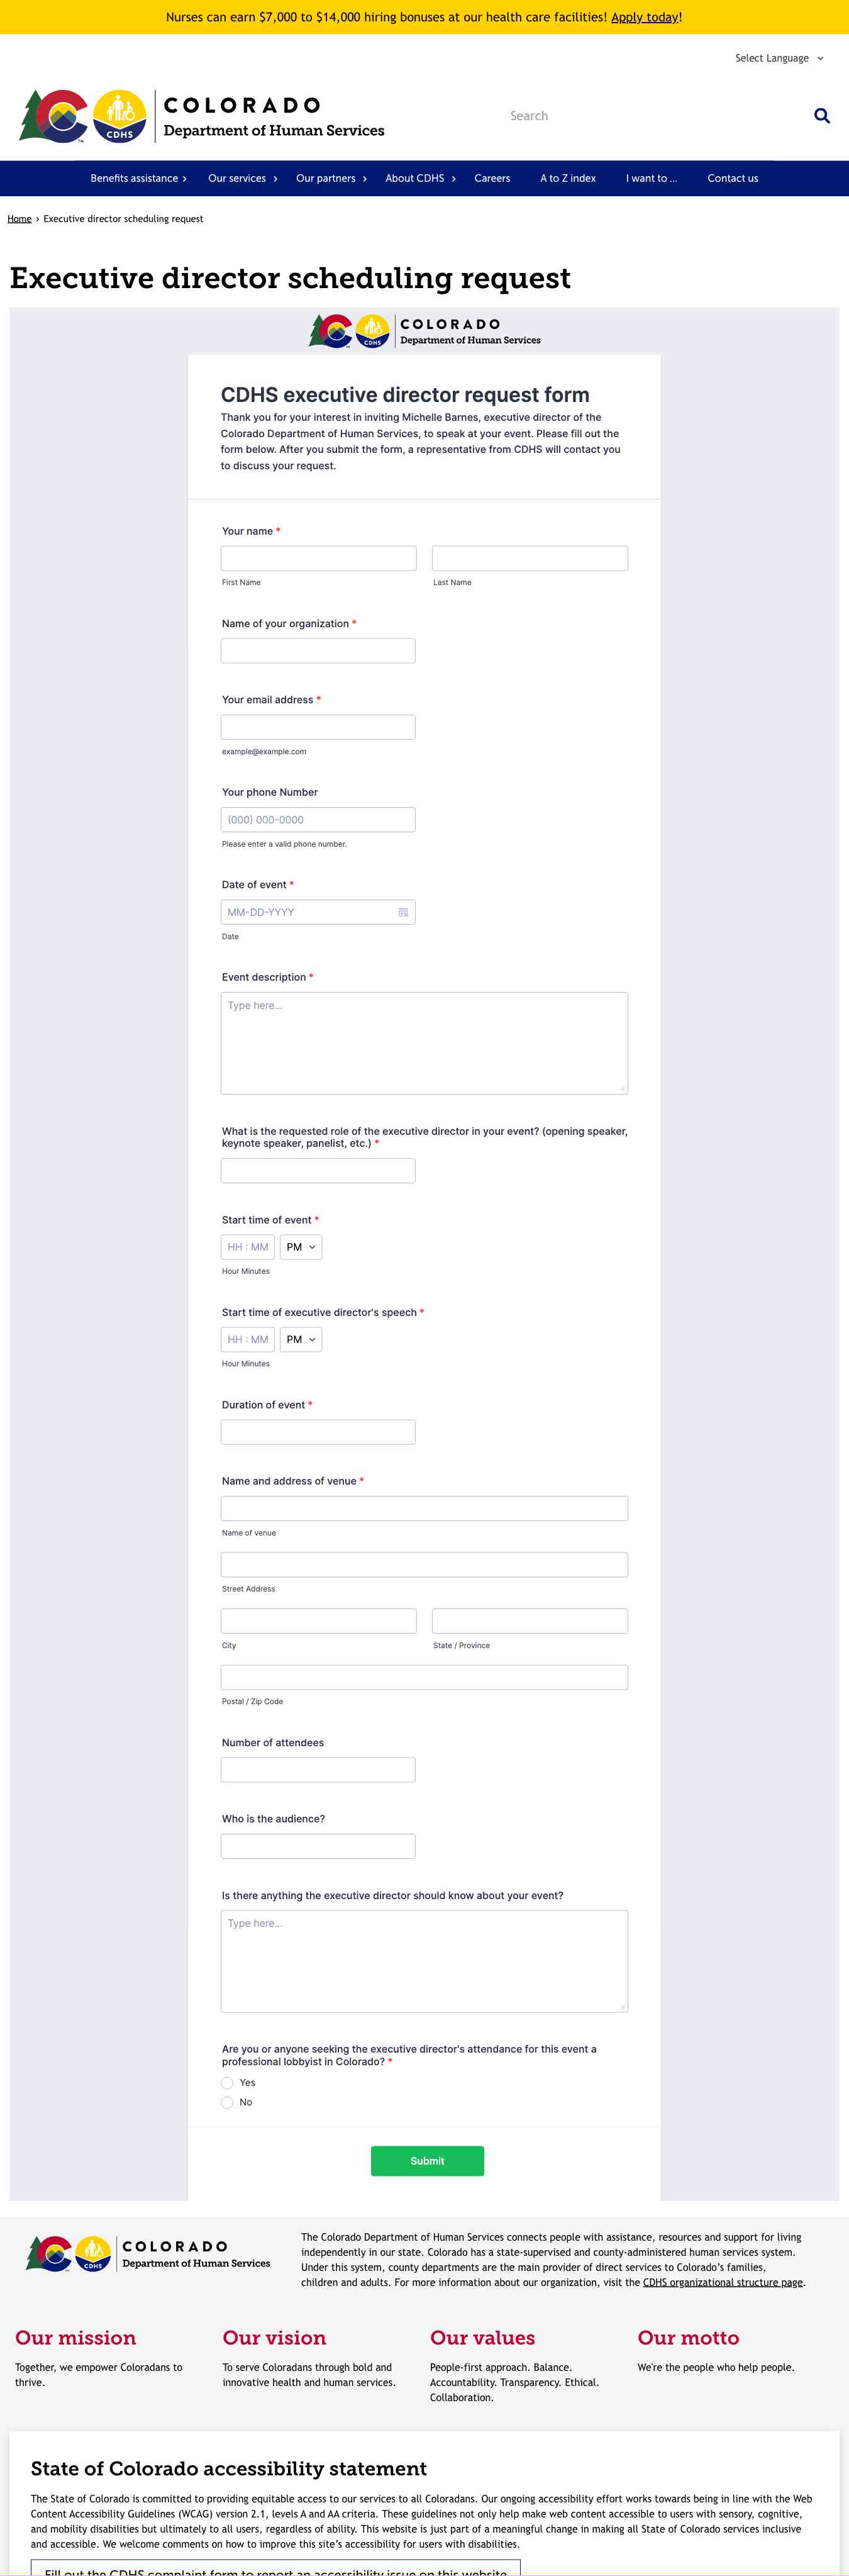 Nurses can earn $7,000 to $14,000 hiring bonuses at our health care facilities! Apply today!
Select Language
COLORADO
Department of Human Services
CDHS
TM
Search
Benefits assistance › Our services › Our partners › About CDHS › Careers A to Z index I want to ... Contact us
Home › Executive director scheduling request
Executive director scheduling request
COLORADO
Department of Human Services
CDHS
CDHS executive director request form
Thank you for your interest in inviting Michelle Barnes, executive director of the
Colorado Department of Human Services, to speak at your event. Please fill out the
form below. After you submit the form, a representative from CDHS will contact you
to discuss your request.
Your name *
First Name
Last Name
Name of your organization *
Your email address *
example@example.com
Your phone Number
(000) 000-0000
Please enter a valid phone number.
Date of event *
MM-DD-YYYY
Date
Event description *
Type here...
What is the requested role of the executive director in your event? (opening speaker,
keynote speaker, panelist, etc.) *
Start time of event *
HH : MM PM
Hour Minutes
Start time of executive director's speech *
HH : MM PM
Hour Minutes
Duration of event *
Name and address of venue *
Name of venue
Street Address
City
State / Province
Postal / Zip Code
Number of attendees
Who is the audience?
Is there anything the executive director should know about your event?
Type here...
Are you or anyone seeking the executive director's attendance for this event a
professional lobbyist in Colorado? *
Yes
No
Submit
COLORADO
Department of Human Services
CDHS
The Colorado Department of Human Services connects people with assistance, resources and support for living
independently in our state. Colorado has a state-supervised and county-administered human services system.
Under this system, county departments are the main provider of direct services to Colorado’s families,
children and adults. For more information about our organization, visit the CDHS organizational structure page.
Our mission
Together, we empower Coloradans to
thrive.
Our vision
To serve Coloradans through bold and
innovative health and human services.
Our values
People-first approach. Balance.
Accountability. Transparency. Ethical.
Collaboration.
Our motto
We're the people who help people.
State of Colorado accessibility statement
The State of Colorado is committed to providing equitable access to our services to all Coloradans. Our ongoing accessibility effort works towards being in line with the Web
Content Accessibility Guidelines (WCAG) version 2.1, levels A and AA criteria. These guidelines not only help make web content accessible to users with sensory, cognitive,
and mobility disabilities but ultimately to all users, regardless of ability. This website is just part of a meaningful change in making all State of Colorado services inclusive
and accessible. We welcome comments on how to improve this site’s accessibility for users with disabilities.
Fill out the CDHS complaint form to report an accessibility issue on this website